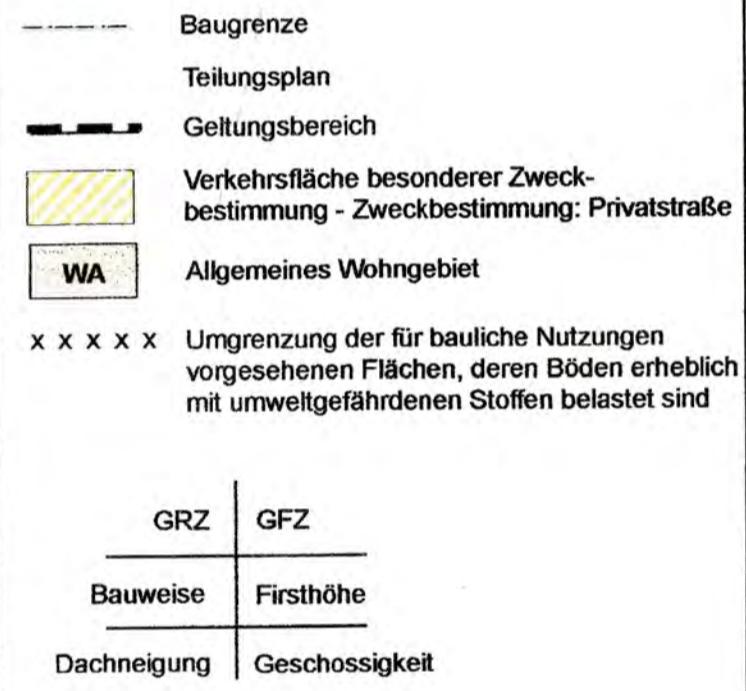 Baugrenze
Teilungsplan
Geltungsbereich
Verkehrsfläche besonderer Zweck-
bestimmung - Zweckbestimmung: Privatstraße
WA Allgemeines Wohngebiet
x x x x x Umgrenzung der für bauliche Nutzungen
vorgesehenen Flächen, deren Böden erheblich
mit umweltgefährdenen Stoffen belastet sind
GRZ GFZ
Bauweise Firsthöhe
Dachneigung Geschossigkeit